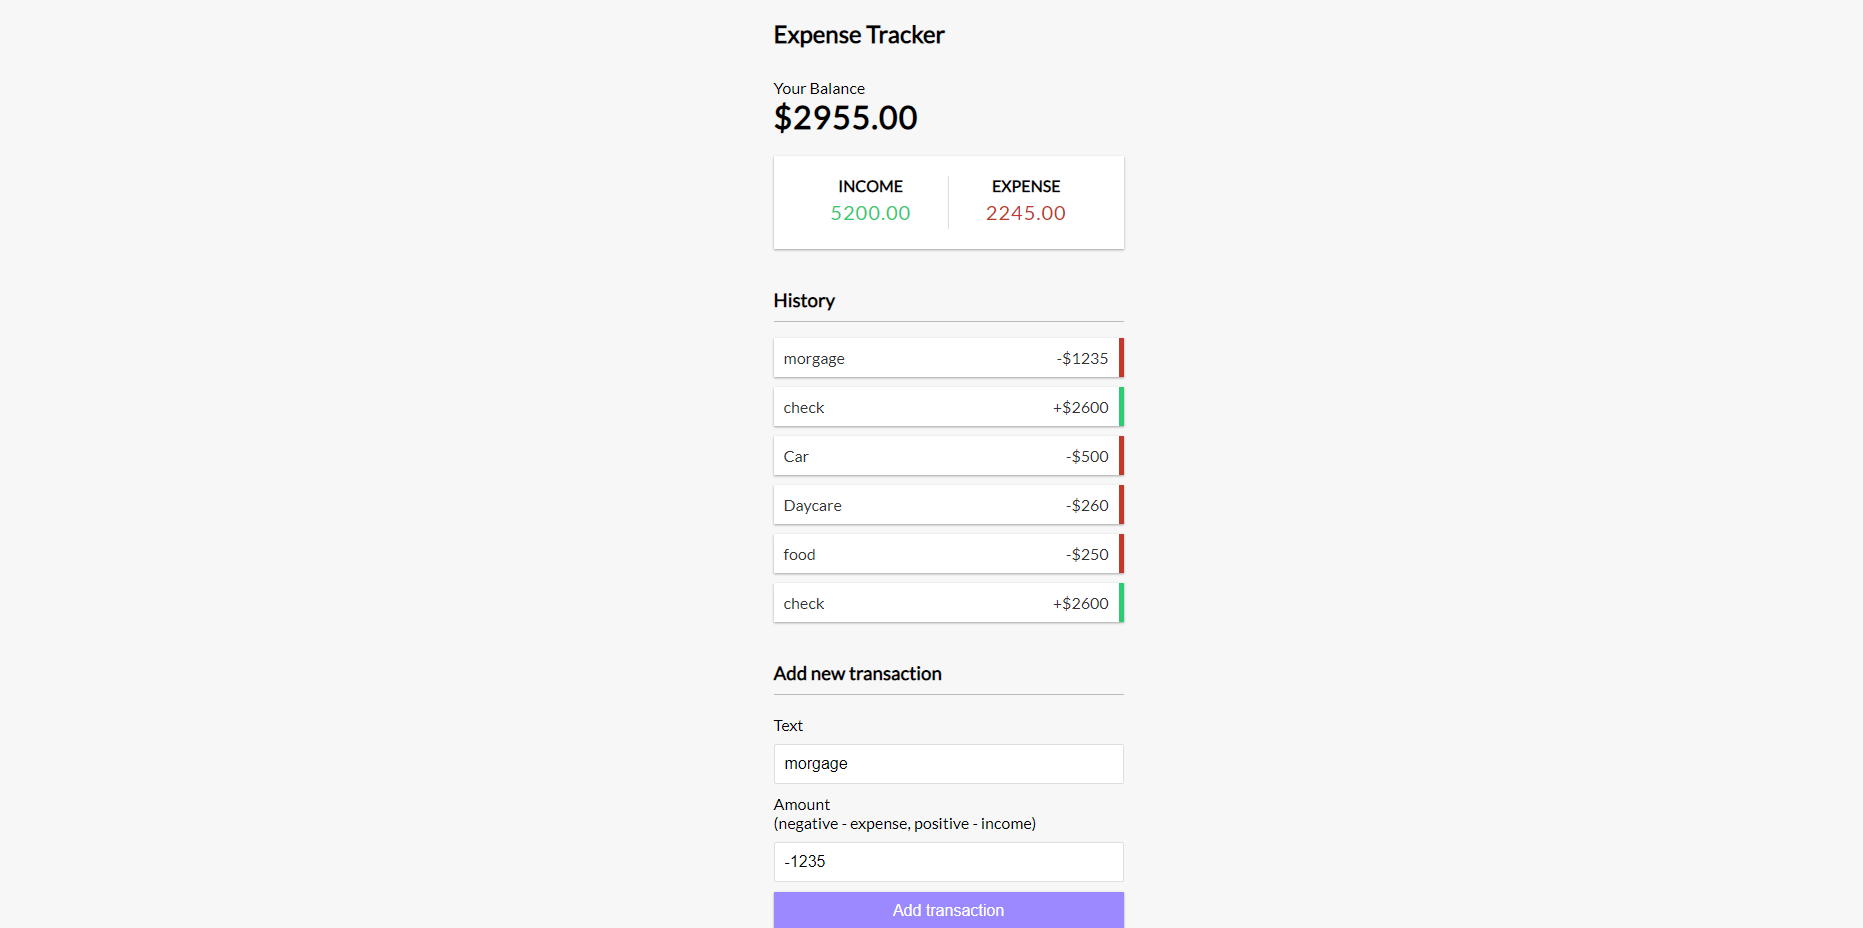 Expense Tracker
Your Balance
$2955.00
INCOME EXPENSE
5200.00 2245.00
History
morgage -$1235
check +$2600
Car -$500
Daycare -$260
food -$250
check +$2600
Add new transaction
Text
morgage
Amount
(negative - expense, positive - income)
-1235
Add transaction